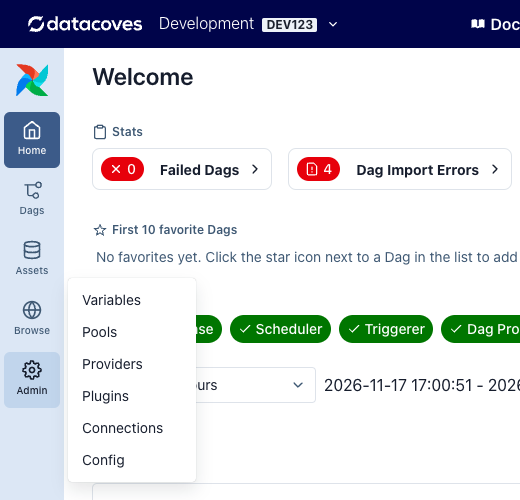 datacoves Development DEV123 Doc
Welcome
Home
Dags
Assets
Browse
Admin
Stats
0 Failed Dags
4 Dag Import Errors
First 10 favorite Dags
No favorites yet. Click the star icon next to a Dag in the list to add
Variables
Pools
Providers
Plugins
Connections
Config
se Scheduler Triggerer Dag Pro
urs 2026-11-17 17:00:51 - 2026